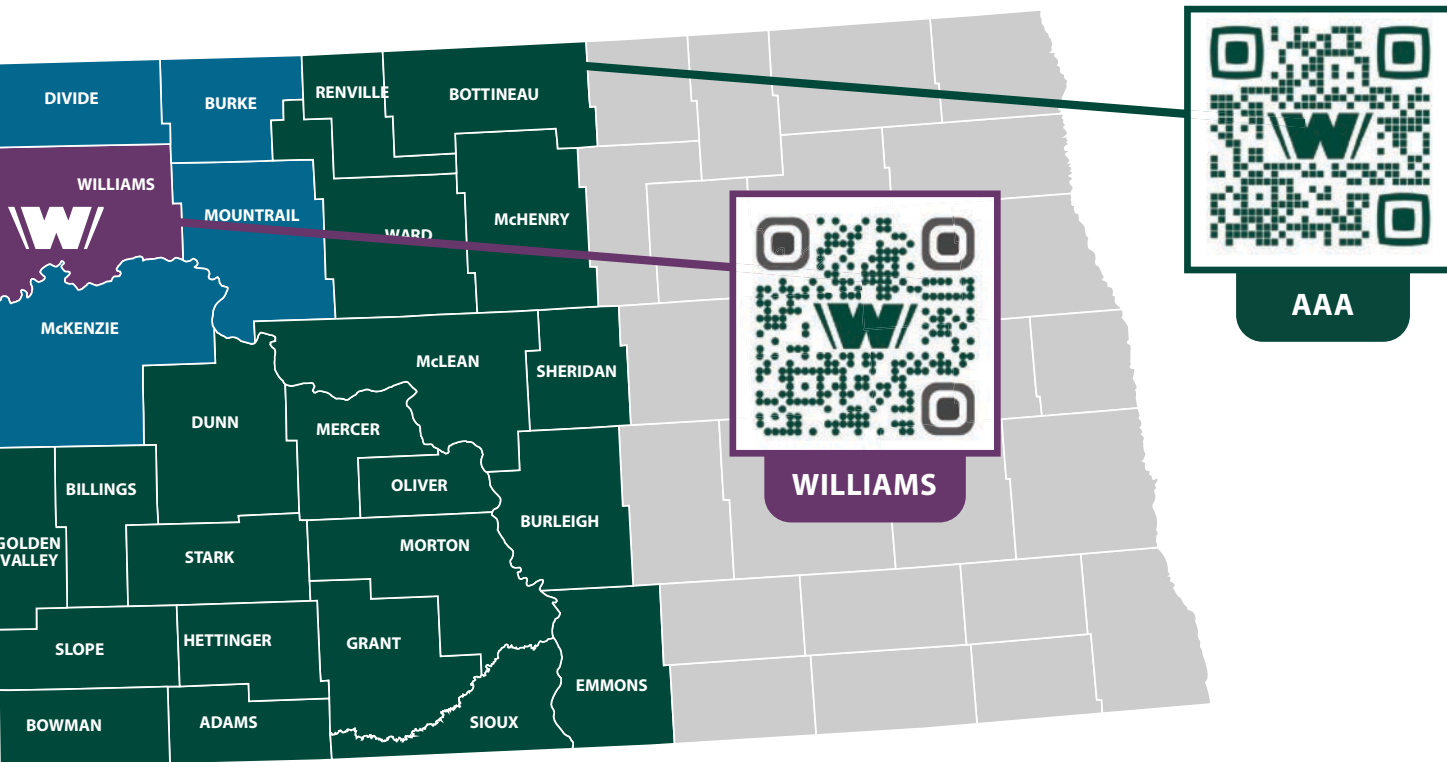 DIVIDE
BURKE
RENVILLE
BOTTINEAU
WILLIAMS
W
MOUNTRAIL
WARD
McHENRY
W
W
AAA
McKENZIE
McLEAN
SHERIDAN
DUNN
MERCER
WILLIAMS
BILLINGS
OLIVER
BURLEIGH
GOLDEN
VALLEY
STARK
MORTON
SLOPE
HETTINGER
GRANT
EMMONS
BOWMAN
ADAMS
SIOUX